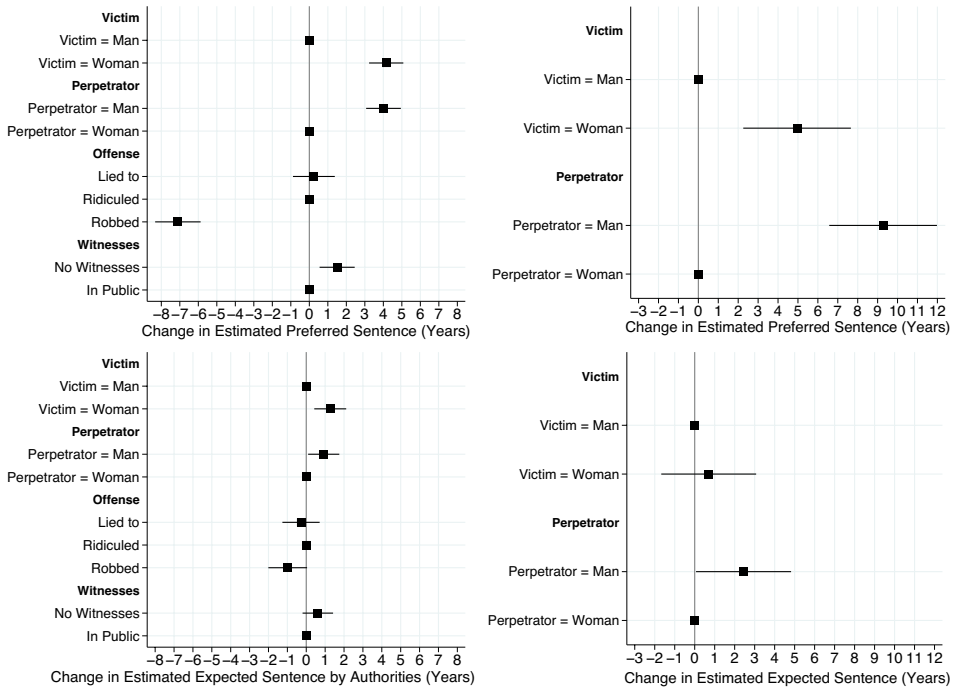 Victim
Victim = Man
Victim = Woman
Perpetrator
Perpetrator = Man
Perpetrator = Woman
Offense
Lied to
Ridiculed
Robbed
Witnesses
No Witnesses
In Public
−8 −7 −6 −5 −4 −3 −2 −1 0 1 2 3 4 5 6 7 8
Change in Estimated Preferred Sentence (Years)
Victim
Victim = Man
Victim = Woman
Perpetrator
Perpetrator = Man
Perpetrator = Woman
−3 −2 −1 0 1 2 3 4 5 6 7 8 9 10 11 12
Change in Estimated Preferred Sentence (Years)
Victim
Victim = Man
Victim = Woman
Perpetrator
Perpetrator = Man
Perpetrator = Woman
Offense
Lied to
Ridiculed
Robbed
Witnesses
No Witnesses
In Public
−8 −7 −6 −5 −4 −3 −2 −1 0 1 2 3 4 5 6 7 8
Change in Estimated Expected Sentence by Authorities (Years)
Victim
Victim = Man
Victim = Woman
Perpetrator
Perpetrator = Man
Perpetrator = Woman
−3 −2 −1 0 1 2 3 4 5 6 7 8 9 10 11 12
Change in Estimated Expected Sentence (Years)